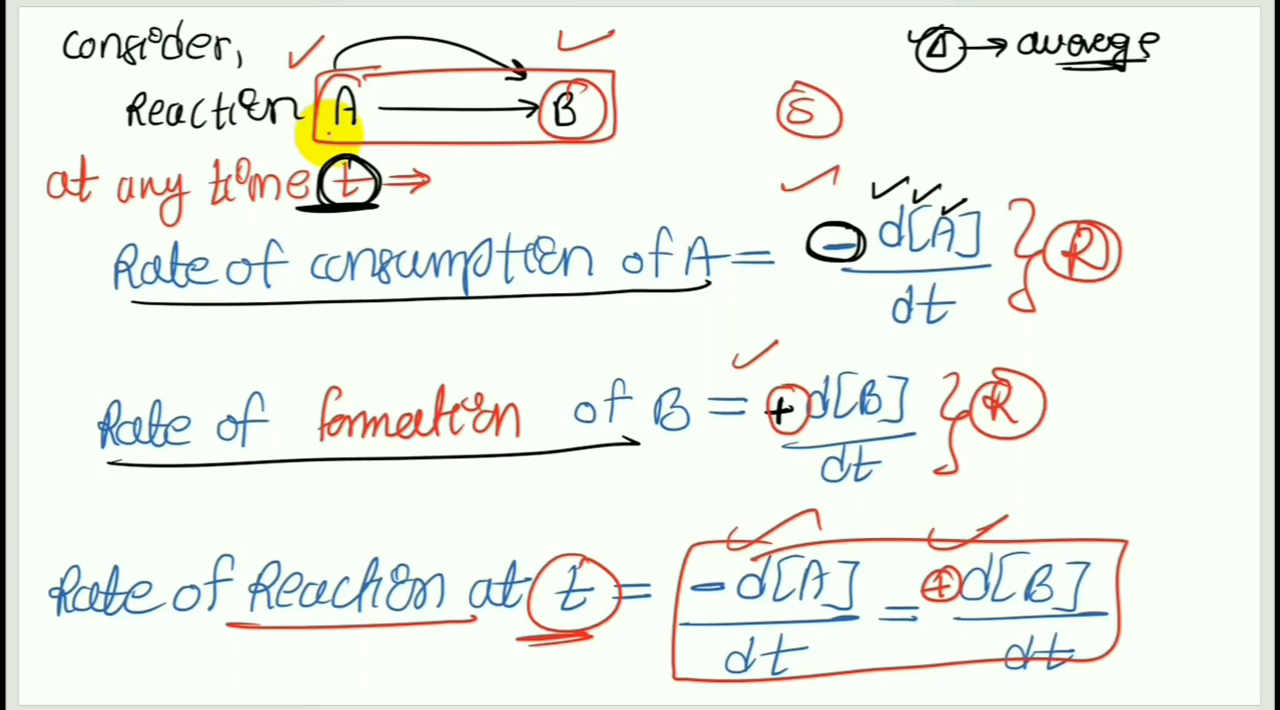 consider,
Δ → average
Reaction A → B
S
at any time t ⇒
Rate of consumption of A = - d[A]/dt } R
Rate of formation of B = + d[B]/dt } R
Rate of Reaction at t = - d[A]/dt = + d[B]/dt